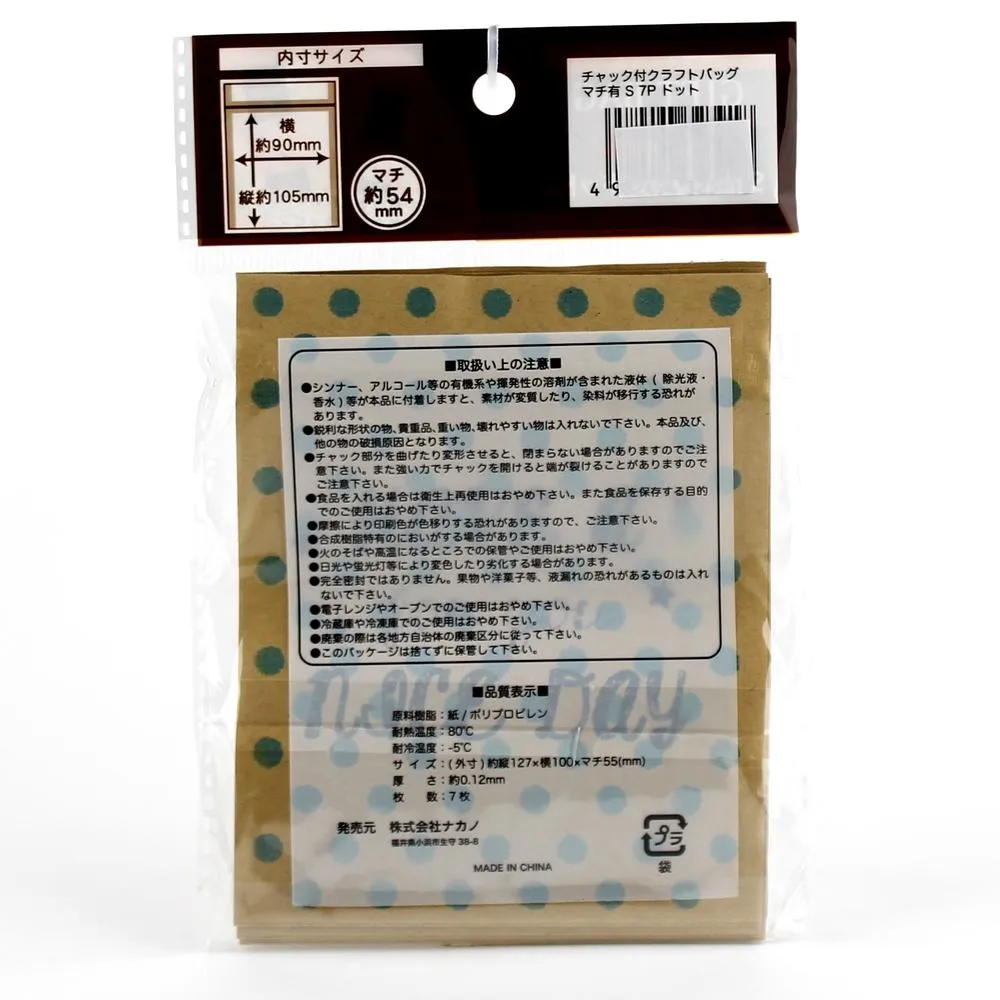 内寸サイズ
横
約90mm
縦約105mm
マチ
約54
mm
チャック付クラフトバッグ
マチ有 S 7P ドット
4 9
■取扱い上の注意■
●シンナー、アルコール等の有機系や揮発性の溶剤が含まれた液体 ( 除光液・
香水 ) 等が本品に付着しますと、素材が変質したり、染料が移行する恐れが
あります。
●鋭利な形状の物、貴重品、重い物、壊れやすい物は入れないで下さい。本品及び、
他の物の破損原因となります。
●チャック部分を曲げたり変形させると、閉まらない場合がありますのでご注
意下さい。また強い力でチャックを開けると端が裂けることがありますので
ご注意下さい。
●食品を入れる場合は衛生上再使用はおやめ下さい。また食品を保存する目的
でのご使用はおやめ下さい。
●摩擦により印刷色が色移りする恐れがありますので、ご注意下さい。
●合成樹脂特有のにおいがする場合があります。
●火のそばや高温になるところでの保管やご使用はおやめ下さい。
●日光や蛍光灯等により変色したり劣化する場合があります。
●完全密封ではありません。果物や洋菓子等、液漏れの恐れがあるものは入れ
ないで下さい。
●電子レンジやオーブンでのご使用はおやめ下さい。
●冷蔵庫や冷凍庫でのご使用はおやめ下さい。
●廃棄の際は各地方自治体の廃棄区分に従って下さい。
●このパッケージは捨てずに保管して下さい。
nice Day
■品質表示■
原料樹脂：紙 / ポリプロピレン
耐熱温度：80℃
耐冷温度：-5℃
サ イ ズ：( 外寸 ) 約縦127×横100×マチ55(mm)
厚 さ：約0.12mm
枚 数：7 枚
発売元 株式会社ナカノ
福井県小浜市生守 38-8
プラ
袋
MADE IN CHINA